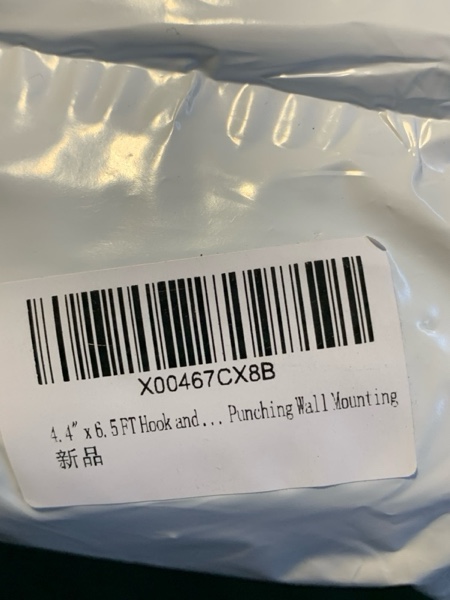 X00467CX8B
4.4" x 6.5 FT Hook and... Punching Wall Mounting
新品